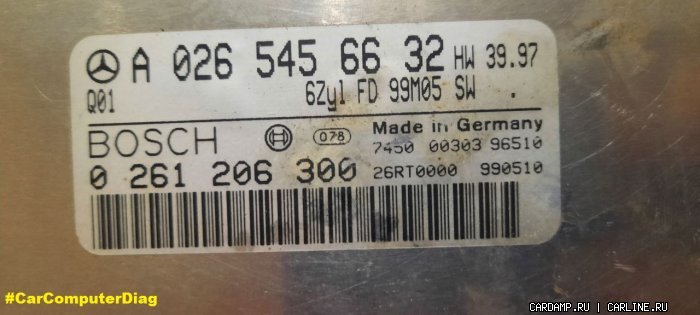 A 026 545 66 32 HW 39.97
Q01 6Zyl FD 99M05 SW .
BOSCH 078 Made in Germany
7450 00303 96510
0 261 206 300 26RT0000 990510
#CarComputerDiag
CARDAMP.RU | CARLINE.RU